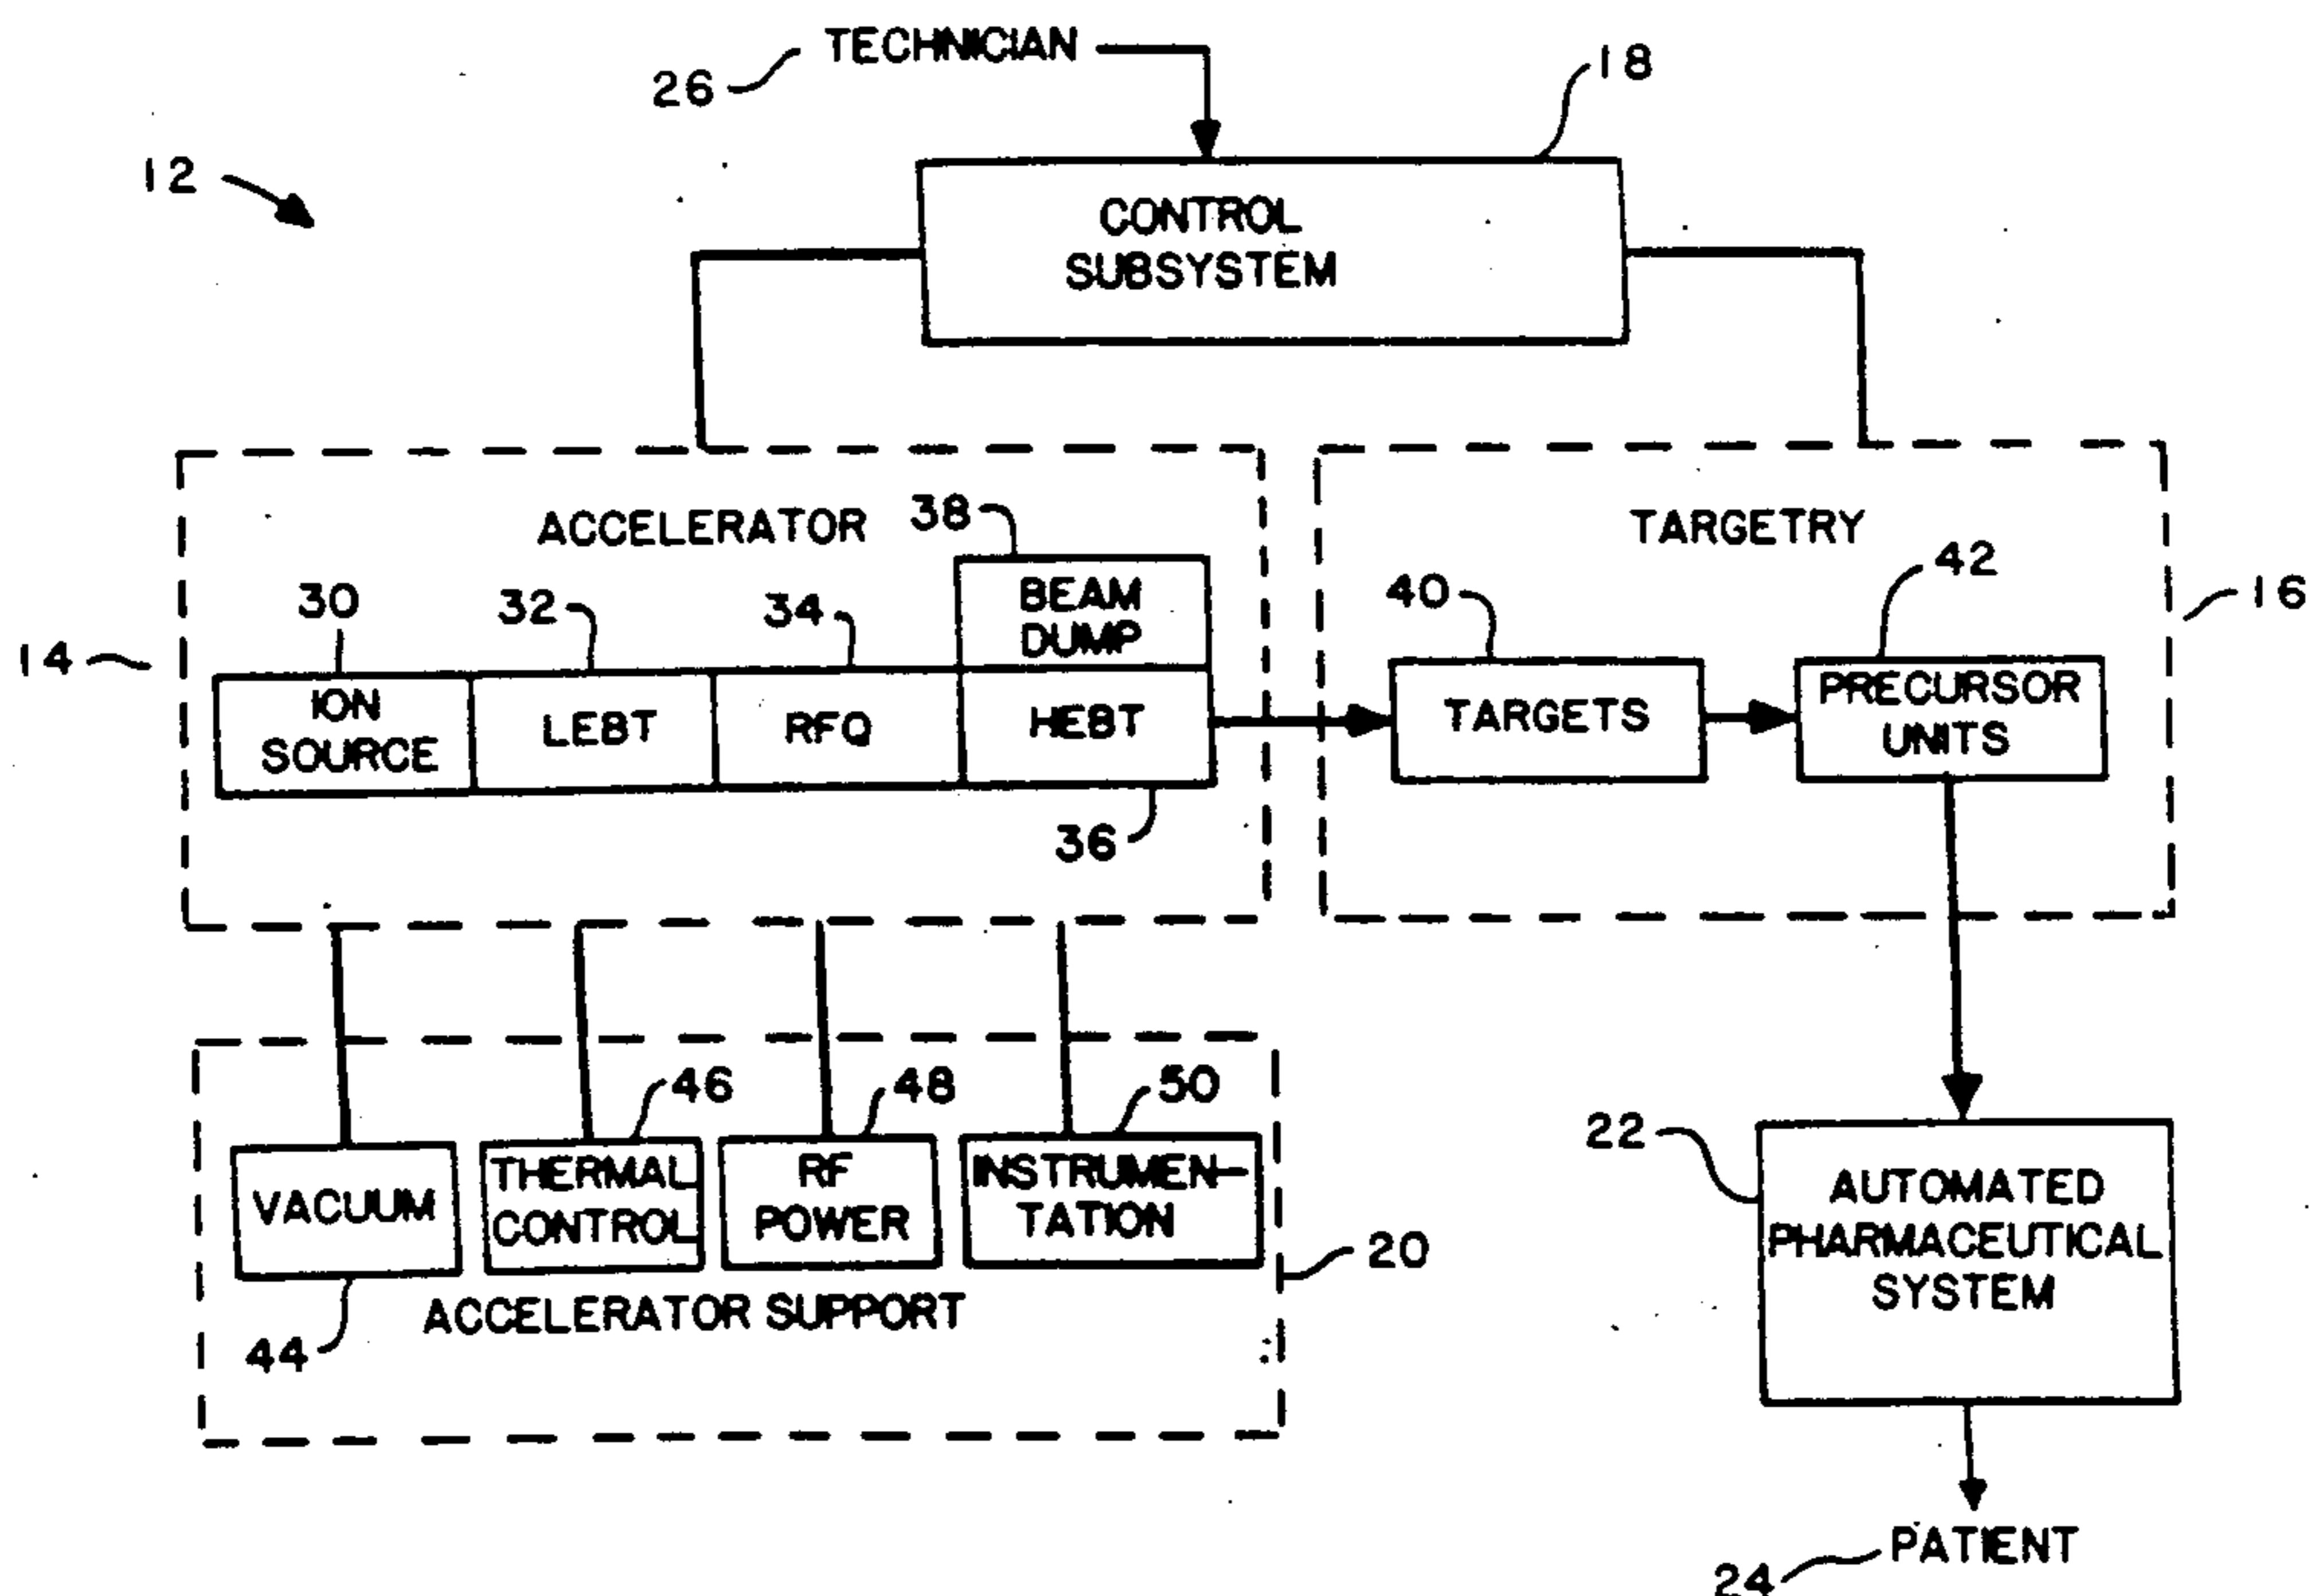 26
TECHNICIAN
18
12
CONTROL
SUBSYSTEM
ACCELERATOR
38
TARGETRY
30
32
34
BEAM
DUMP
40
42
16
14
ION
SOURCE
LEBT
RFQ
HEBT
TARGETS
PRECURSOR
UNITS
36
46
48
50
VACUUM
THERMAL
CONTROL
RF
POWER
INSTRUMEN-
TATION
20
22
AUTOMATED
PHARMACEUTICAL
SYSTEM
ACCELERATOR SUPPORT
44
PATIENT
24